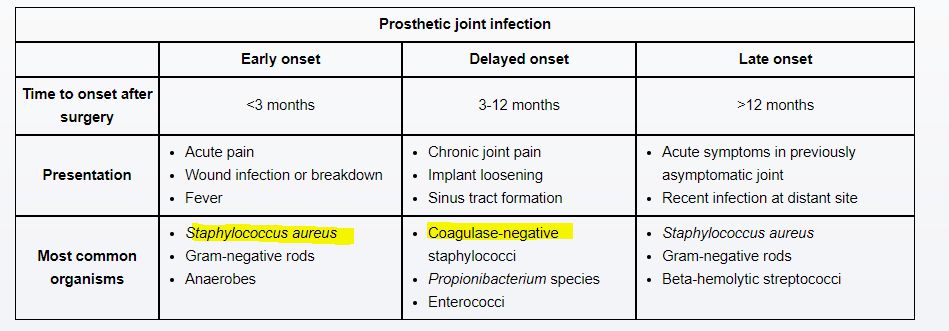 Prosthetic joint infection
Early onset
Delayed onset
Late onset
Time to onset after
surgery
<3 months
3-12 months
>12 months
Presentation
• Acute pain
• Wound infection or breakdown
• Fever
• Chronic joint pain
• Implant loosening
• Sinus tract formation
• Acute symptoms in previously
asymptomatic joint
• Recent infection at distant site
Most common
organisms
• Staphylococcus aureus
• Gram-negative rods
• Anaerobes
• Coagulase-negative
staphylococci
• Propionibacterium species
• Enterococci
• Staphylococcus aureus
• Gram-negative rods
• Beta-hemolytic streptococci